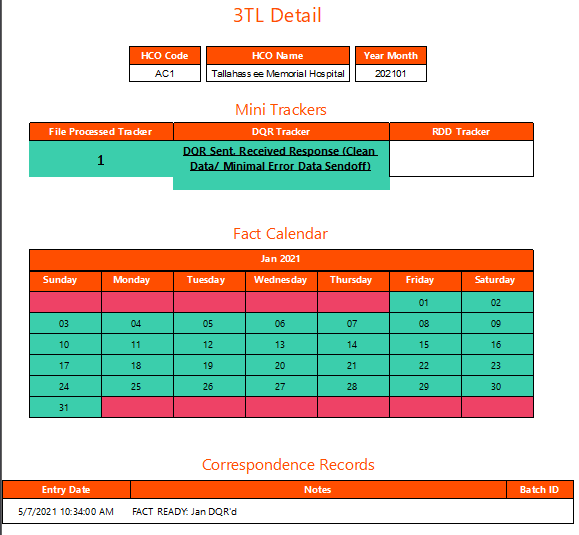 3TL Detail
HCO Code HCO Name Year Month
AC1 Tallahassee Memorial Hospital 202101
Mini Trackers
File Processed Tracker DQR Tracker RDD Tracker
1 DQR Sent, Received Response (Clean
Data/ Minimal Error Data Sendoff)
Fact Calendar
Jan 2021
Sunday Monday Tuesday Wednesday Thursday Friday Saturday
01 02
03 04 05 06 07 08 09
10 11 12 13 14 15 16
17 18 19 20 21 22 23
24 25 26 27 28 29 30
31
Correspondence Records
Entry Date Notes Batch ID
5/7/2021 10:34:00 AM FACT READY: Jan DQR'd